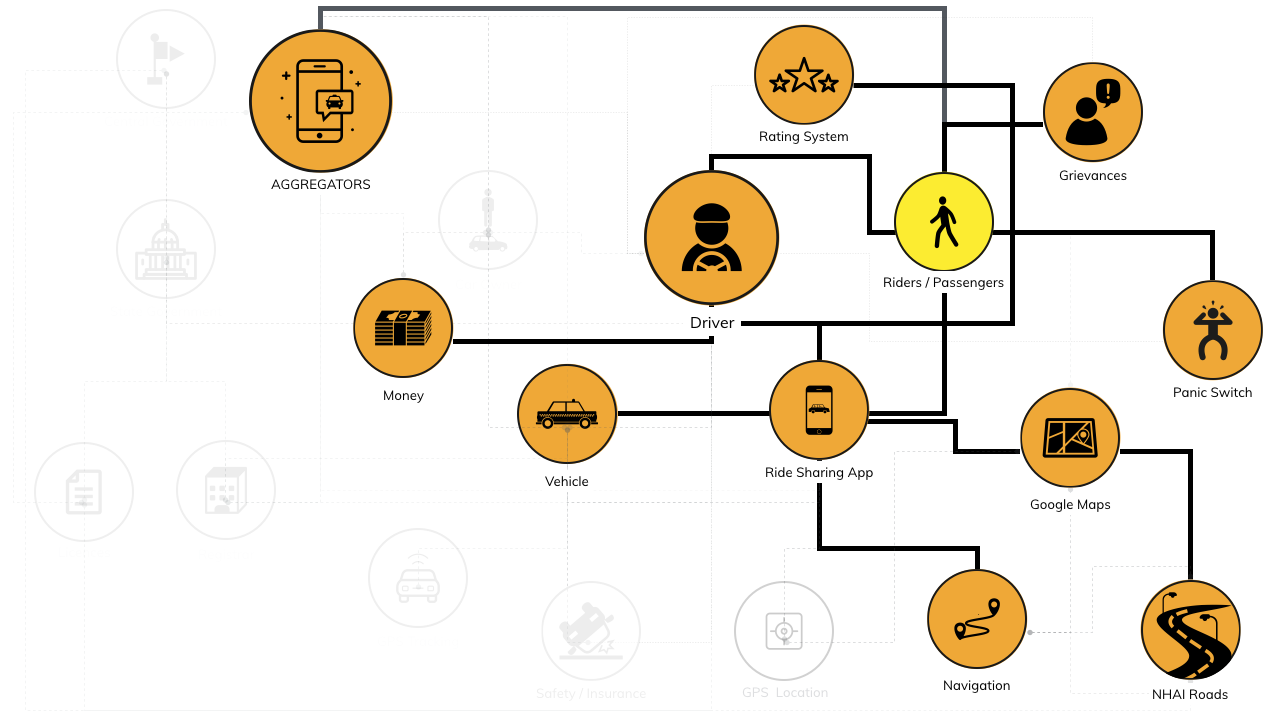 Rating System
Grievances
AGGREGATORS
Riders / Passengers
Driver
Money
Panic Switch
Vehicle
Ride Sharing App
Google Maps
Navigation
Safety / Insurance
GPS Location
NHAI Roads